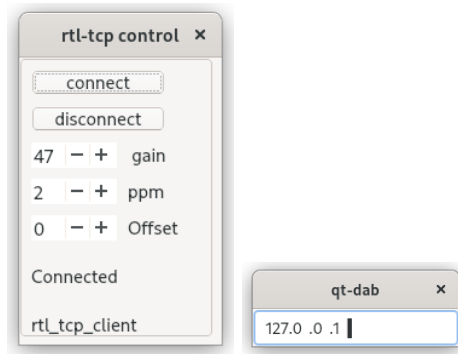 rtl-tcp control ×
connect
disconnect
47 − + gain
2 − + ppm
0 − + Offset
Connected
rtl_tcp_client
qt-dab ×
127.0 .0 .1